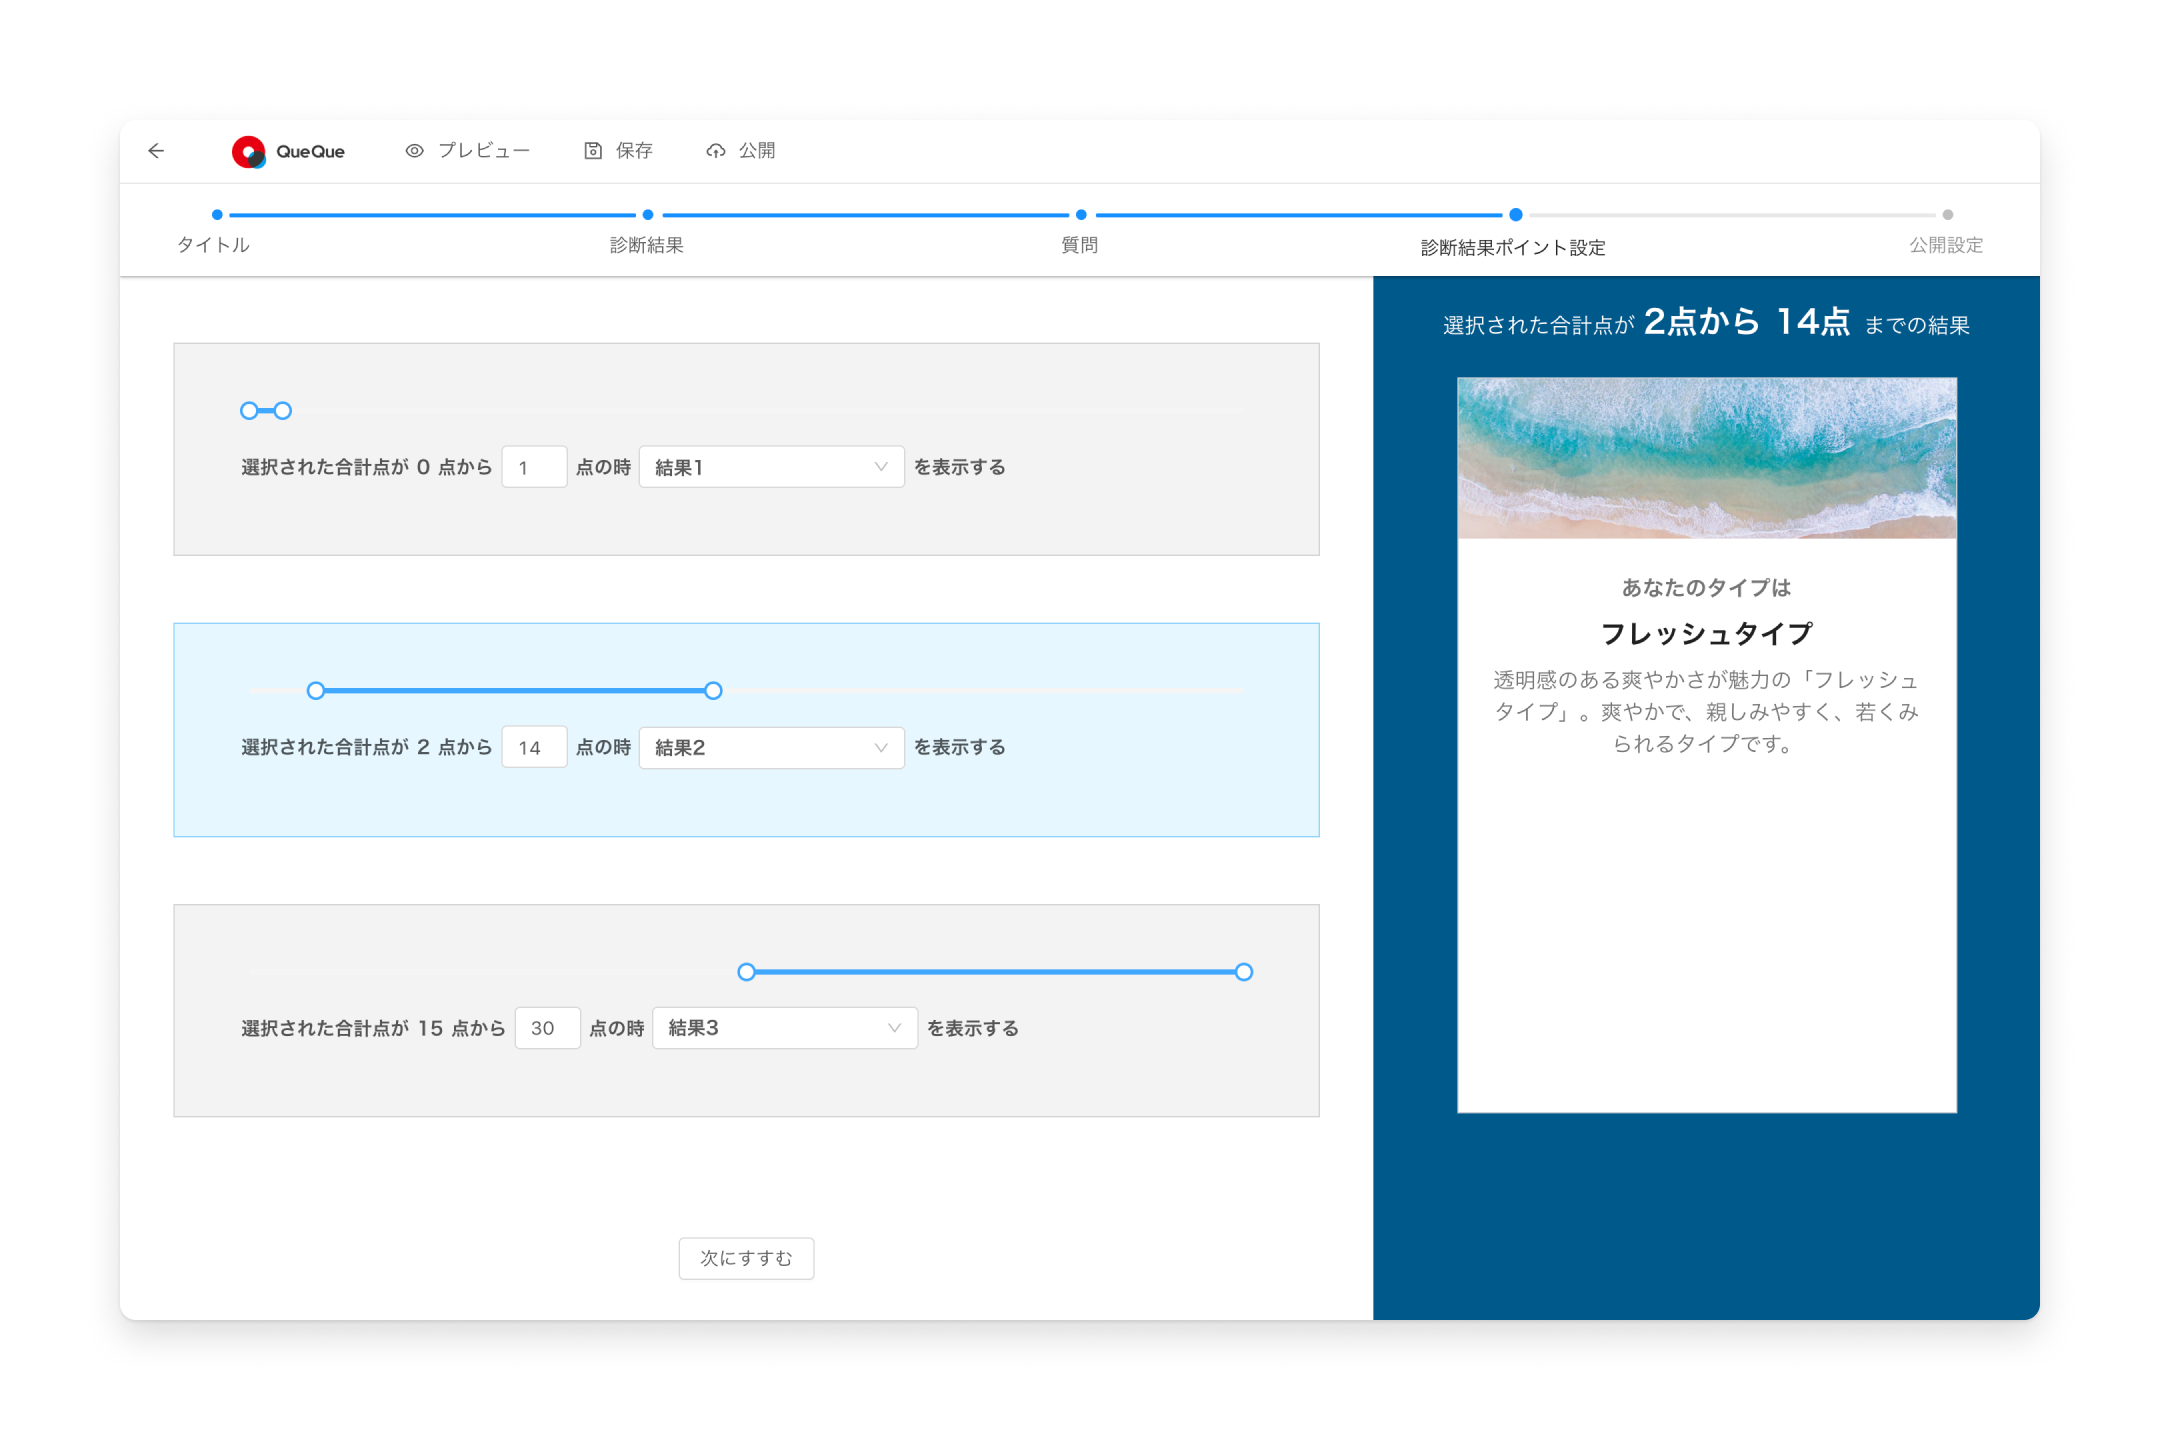 QueQue プレビュー 保存 公開
タイトル 診断結果 質問 診断結果ポイント設定 公開設定
選択された合計点が 0 点から 1 点の時 結果1 を表示する
選択された合計点が 2 点から 14 点の時 結果2 を表示する
選択された合計点が 15 点から 30 点の時 結果3 を表示する
次にすすむ
選択された合計点が 2点から 14点 までの結果
あなたのタイプは
フレッシュタイプ
透明感のある爽やかさが魅力の「フレッシュ
タイプ」。爽やかで、親しみやすく、若くみ
られるタイプです。